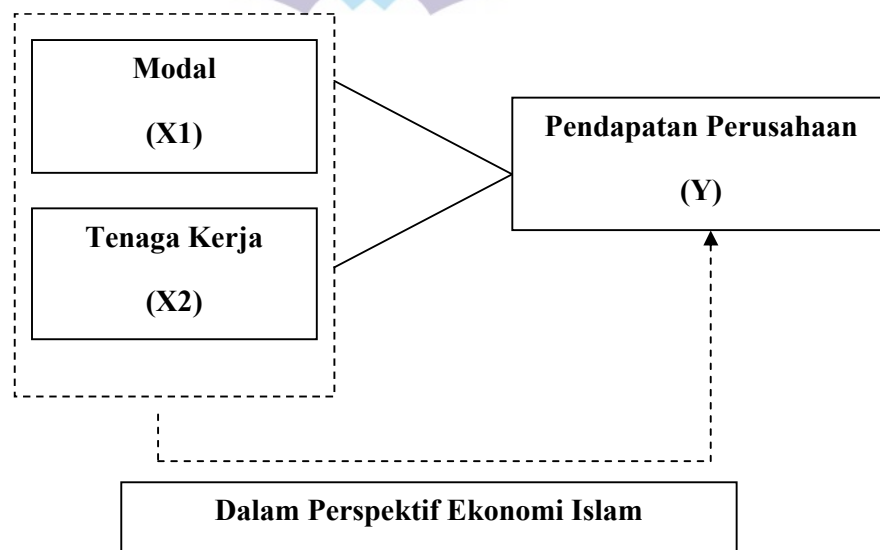 Modal
(X1)
Pendapatan Perusahaan
(Y)
Tenaga Kerja
(X2)
Dalam Perspektif Ekonomi Islam